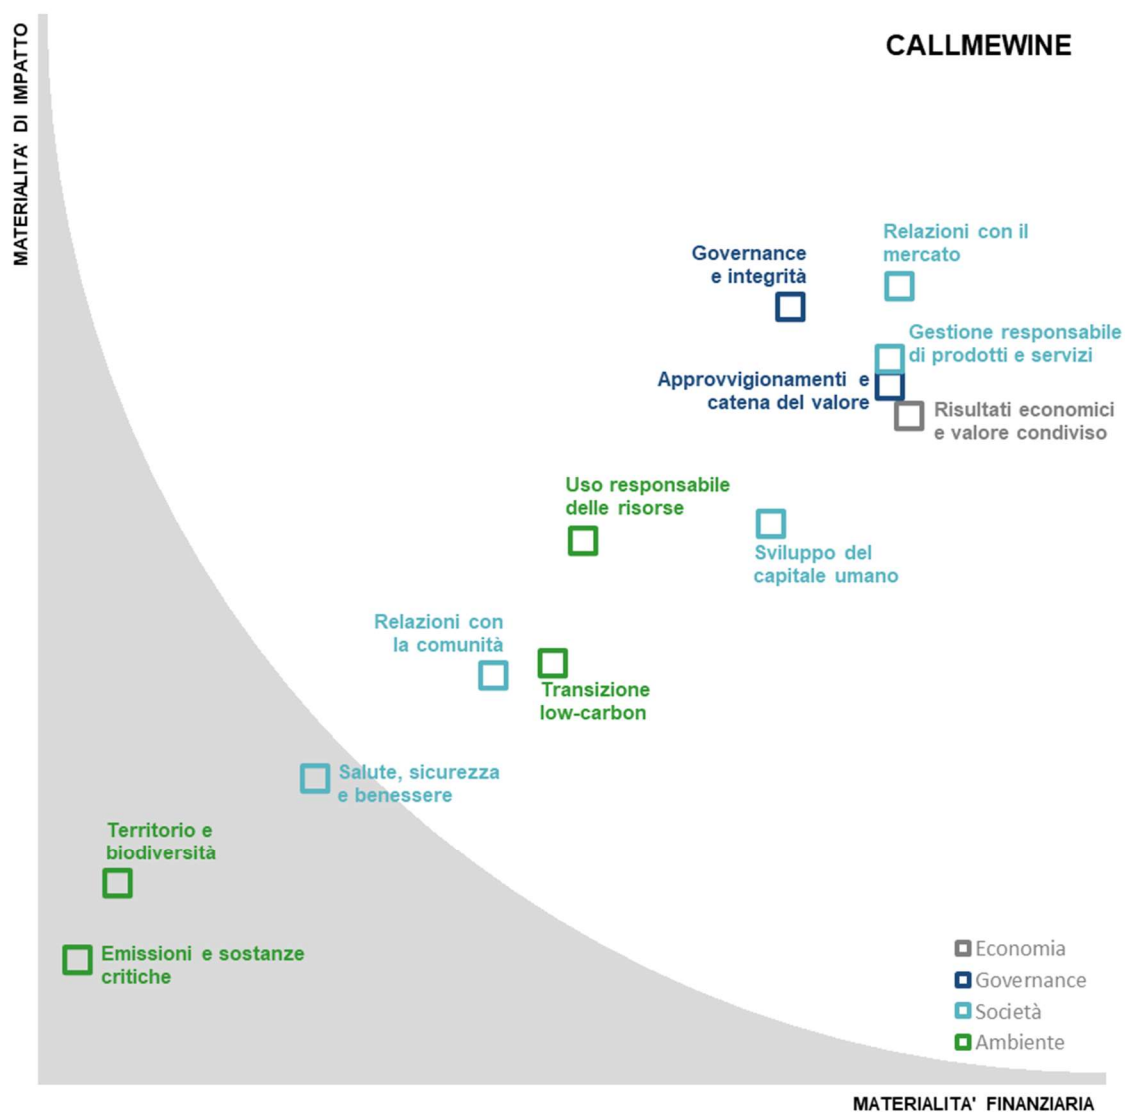 MATERIALITA' DI IMPATTO
CALLMEWINE
Relazioni con il
mercato
Governance
e integrità
Gestione responsabile
di prodotti e servizi
Approvvigionamenti e
catena del valore
Risultati economici
e valore condiviso
Uso responsabile
delle risorse
Sviluppo del
capitale umano
Relazioni con
la comunità
Transizione
low-carbon
Salute, sicurezza
e benessere
Territorio e
biodiversità
Emissioni e sostanze
critiche
Economia
Governance
Società
Ambiente
MATERIALITA' FINANZIARIA